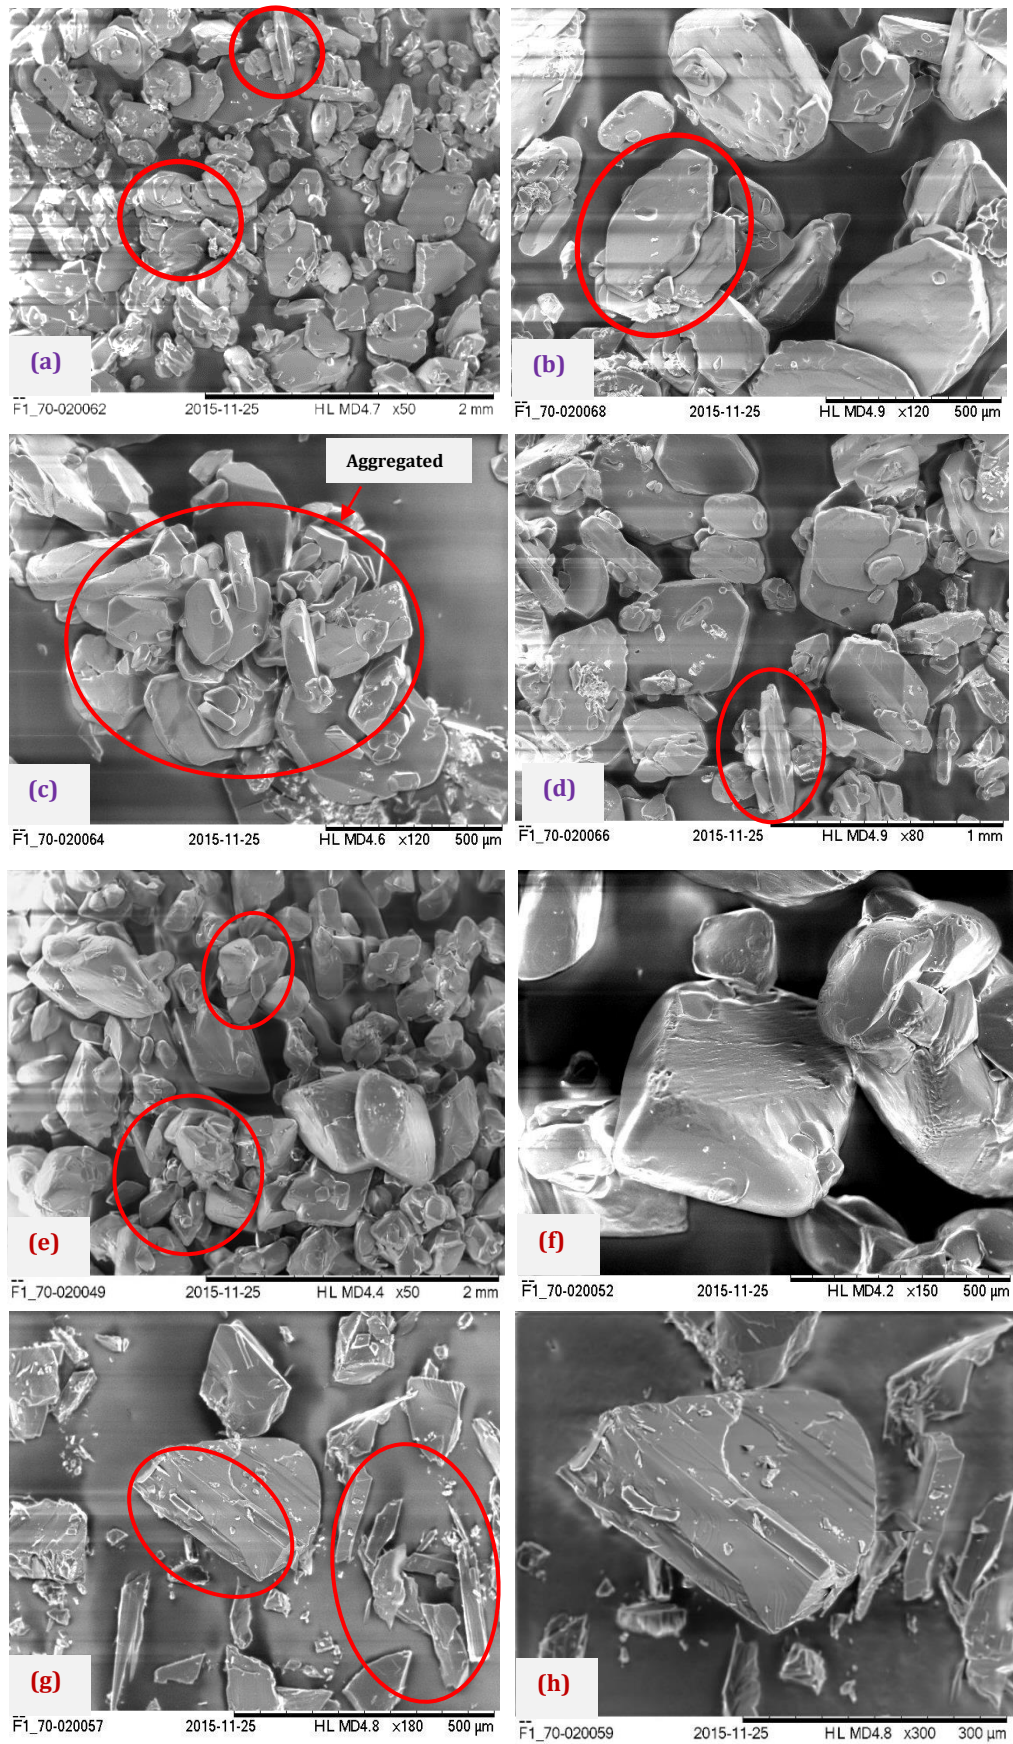 (a)
F1_70-020062 2015-11-25 HL MD4.7 x50 2 mm
(b)
F1_70-020068 2015-11-25 HL MD4.9 x120 500 µm
Aggregated
(c)
F1_70-020064 2015-11-25 HL MD4.6 x120 500 µm
(d)
F1_70-020066 2015-11-25 HL MD4.9 x80 1 mm
(e)
F1_70-020049 2015-11-25 HL MD4.4 x50 2 mm
(f)
F1_70-020052 2015-11-25 HL MD4.2 x150 500 µm
(g)
F1_70-020057 2015-11-25 HL MD4.8 x180 500 µm
(h)
F1_70-020059 2015-11-25 HL MD4.8 x300 300 µm